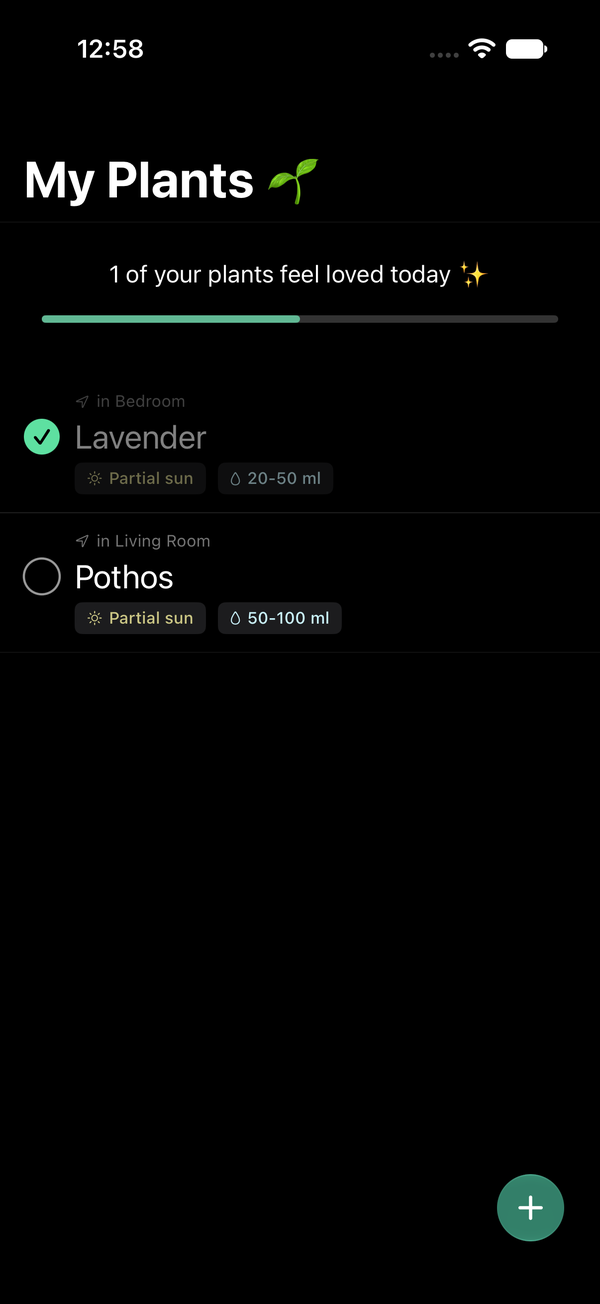 12:58
My Plants 🌱
1 of your plants feel loved today ✨
in Bedroom
Lavender
Partial sun 20-50 ml
in Living Room
Pothos
Partial sun 50-100 ml